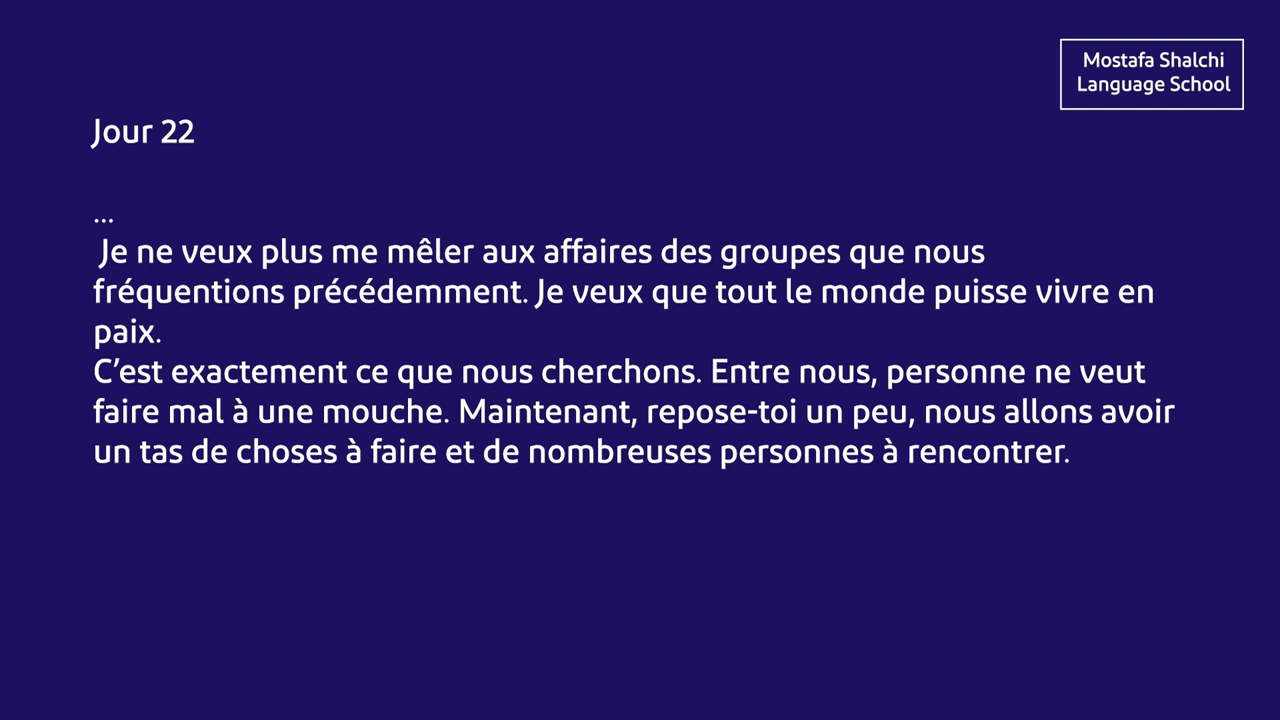 Mostafa Shalchi
Language School
Jour 22
...
Je ne veux plus me mêler aux affaires des groupes que nous
fréquentions précédemment. Je veux que tout le monde puisse vivre en
paix.
C’est exactement ce que nous cherchons. Entre nous, personne ne veut
faire mal à une mouche. Maintenant, repose-toi un peu, nous allons avoir
un tas de choses à faire et de nombreuses personnes à rencontrer.